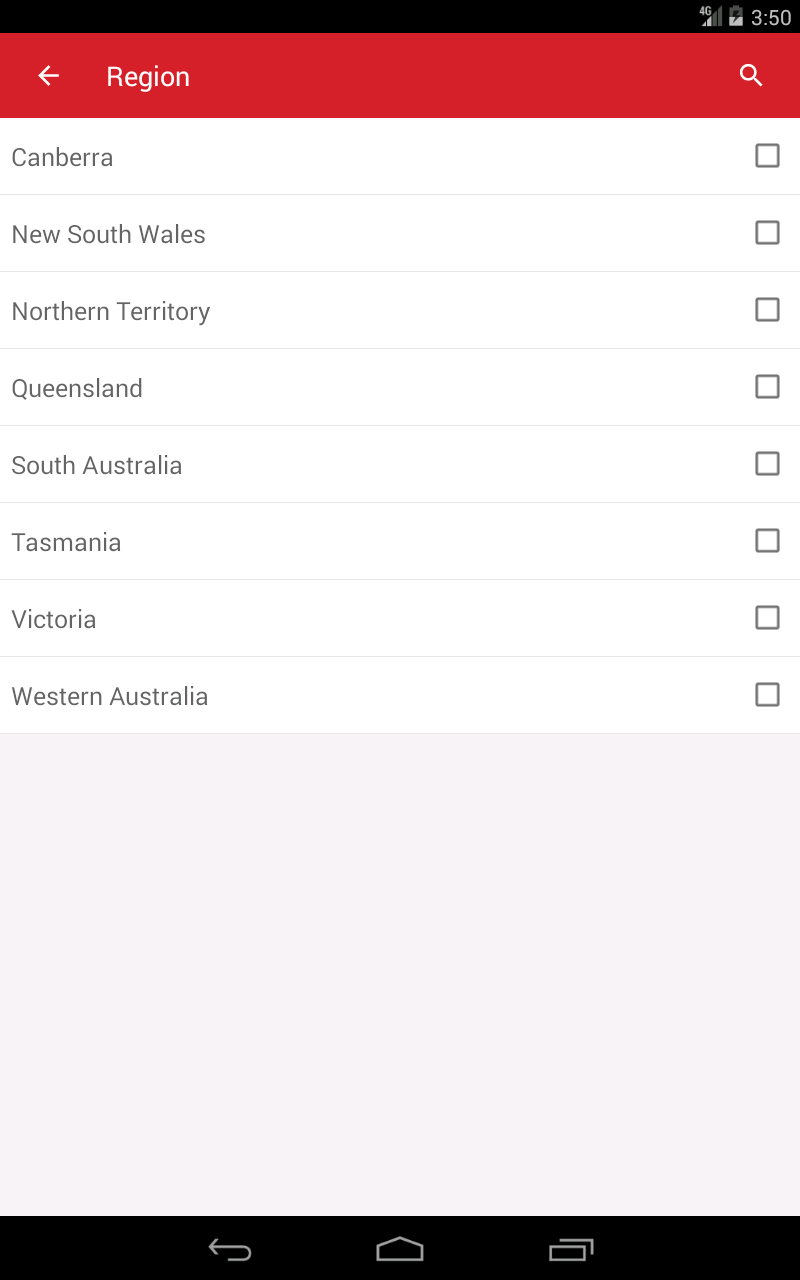 4G 3:50
Region
Canberra
New South Wales
Northern Territory
Queensland
South Australia
Tasmania
Victoria
Western Australia